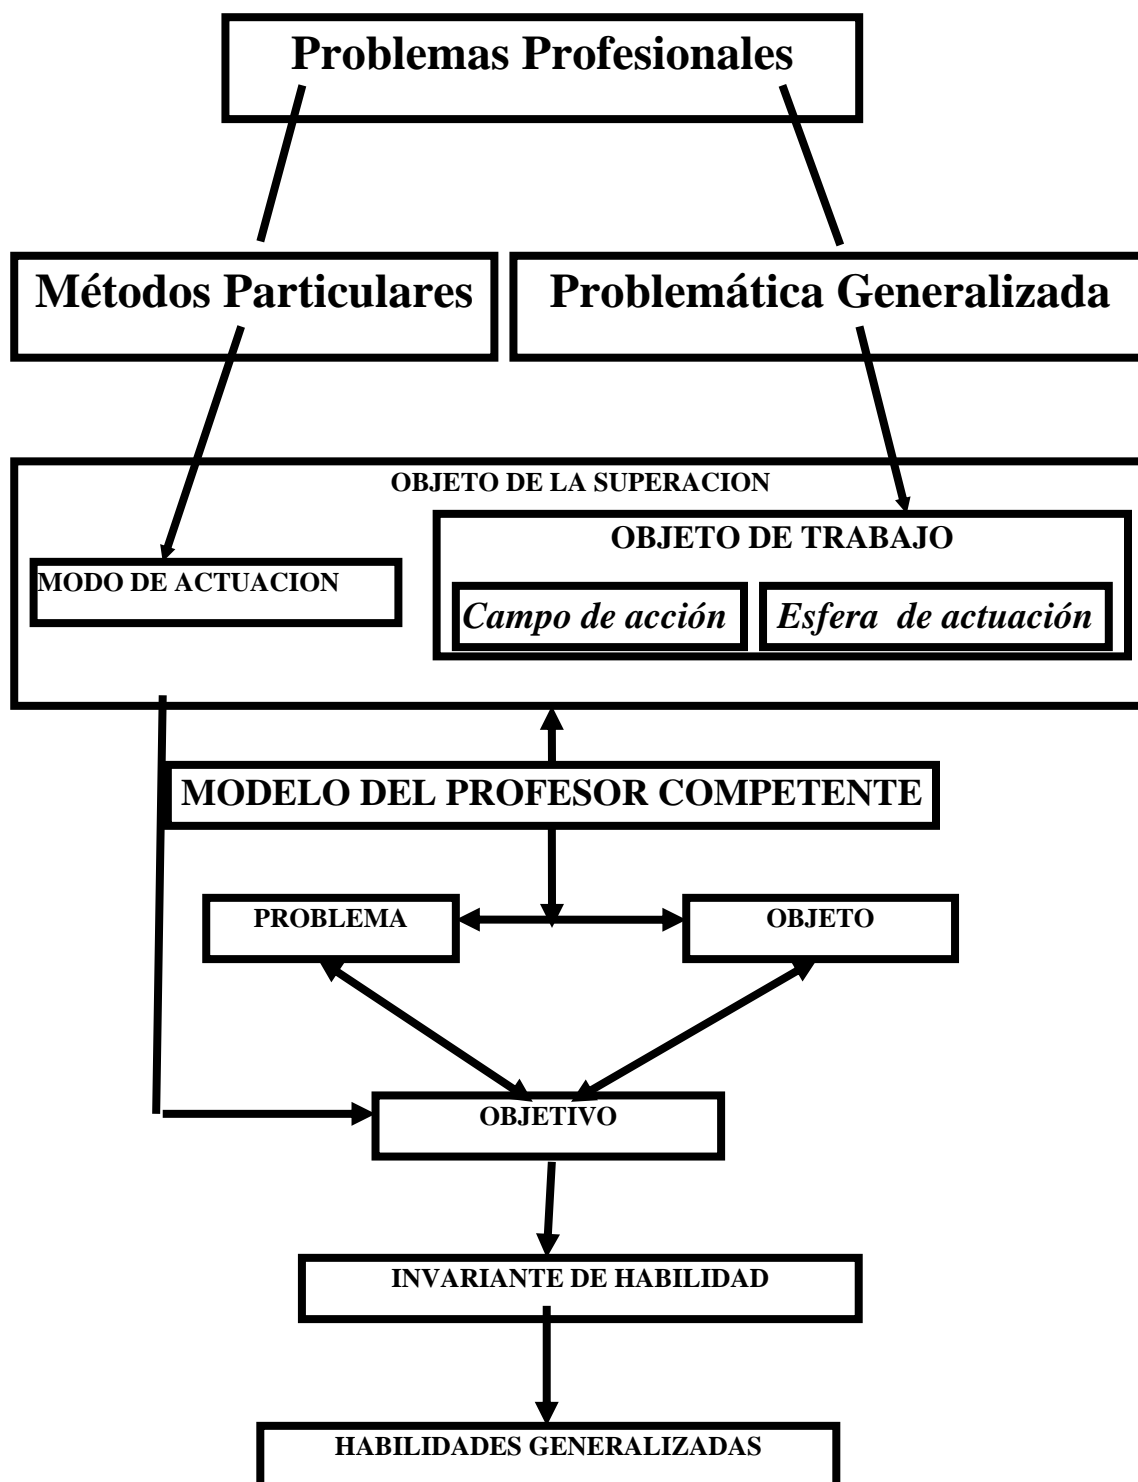 Problemas Profesionales
Métodos Particulares
Problemática Generalizada
OBJETO DE LA SUPERACION
OBJETO DE TRABAJO
MODO DE ACTUACION
Campo de acción
Esfera de actuación
MODELO DEL PROFESOR COMPETENTE
PROBLEMA
OBJETO
OBJETIVO
INVARIANTE DE HABILIDAD
HABILIDADES GENERALIZADAS